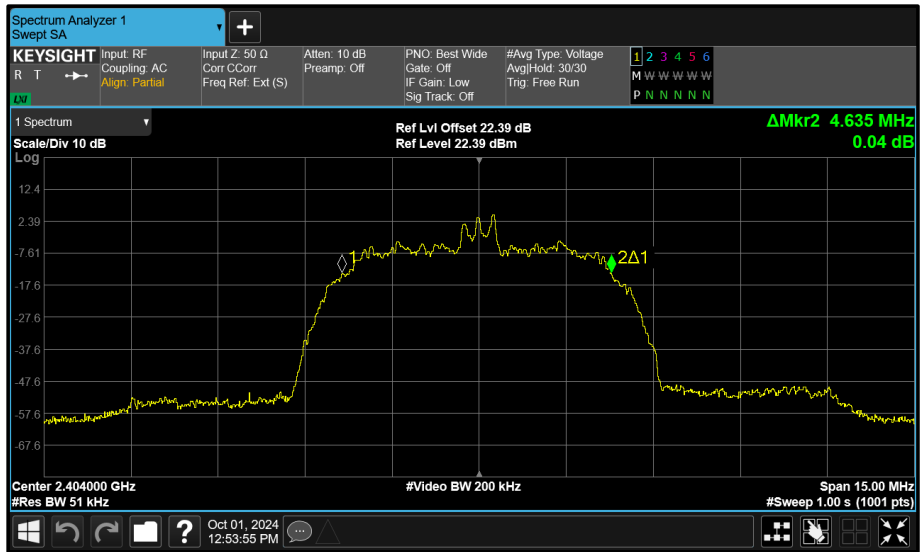 Spectrum Analyzer 1
Swept SA
KEYSIGHT
R T
LXI
Input: RF
Coupling: AC
Align: Partial
Input Z: 50 Ω
Corr CCorr
Freq Ref: Ext (S)
Atten: 10 dB
Preamp: Off
PNO: Best Wide
Gate: Off
IF Gain: Low
Sig Track: Off
#Avg Type: Voltage
Avg|Hold: 30/30
Trig: Free Run
1 2 3 4 5 6
M W W W W W
P N N N N N
1 Spectrum
Scale/Div 10 dB
Ref Lvl Offset 22.39 dB
Ref Level 22.39 dBm
ΔMkr2 4.635 MHz
0.04 dB
Log
12.4
2.39
-7.61
-17.6
-27.6
-37.6
-47.6
-57.6
-67.6
1
2Δ1
Center 2.404000 GHz
#Res BW 51 kHz
#Video BW 200 kHz
Span 15.00 MHz
#Sweep 1.00 s (1001 pts)
?
Oct 01, 2024
12:53:55 PM